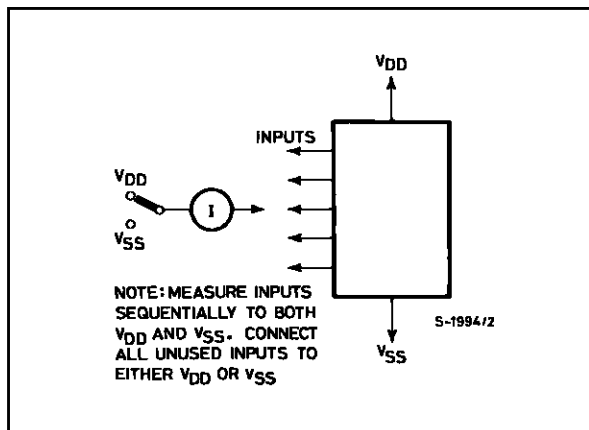 VDD
INPUTS
VDD
I
VSS
NOTE: MEASURE INPUTS
SEQUENTIALLY TO BOTH
VDD AND VSS. CONNECT
ALL UNUSED INPUTS TO
EITHER VDD OR VSS
S-1994/2
VSS